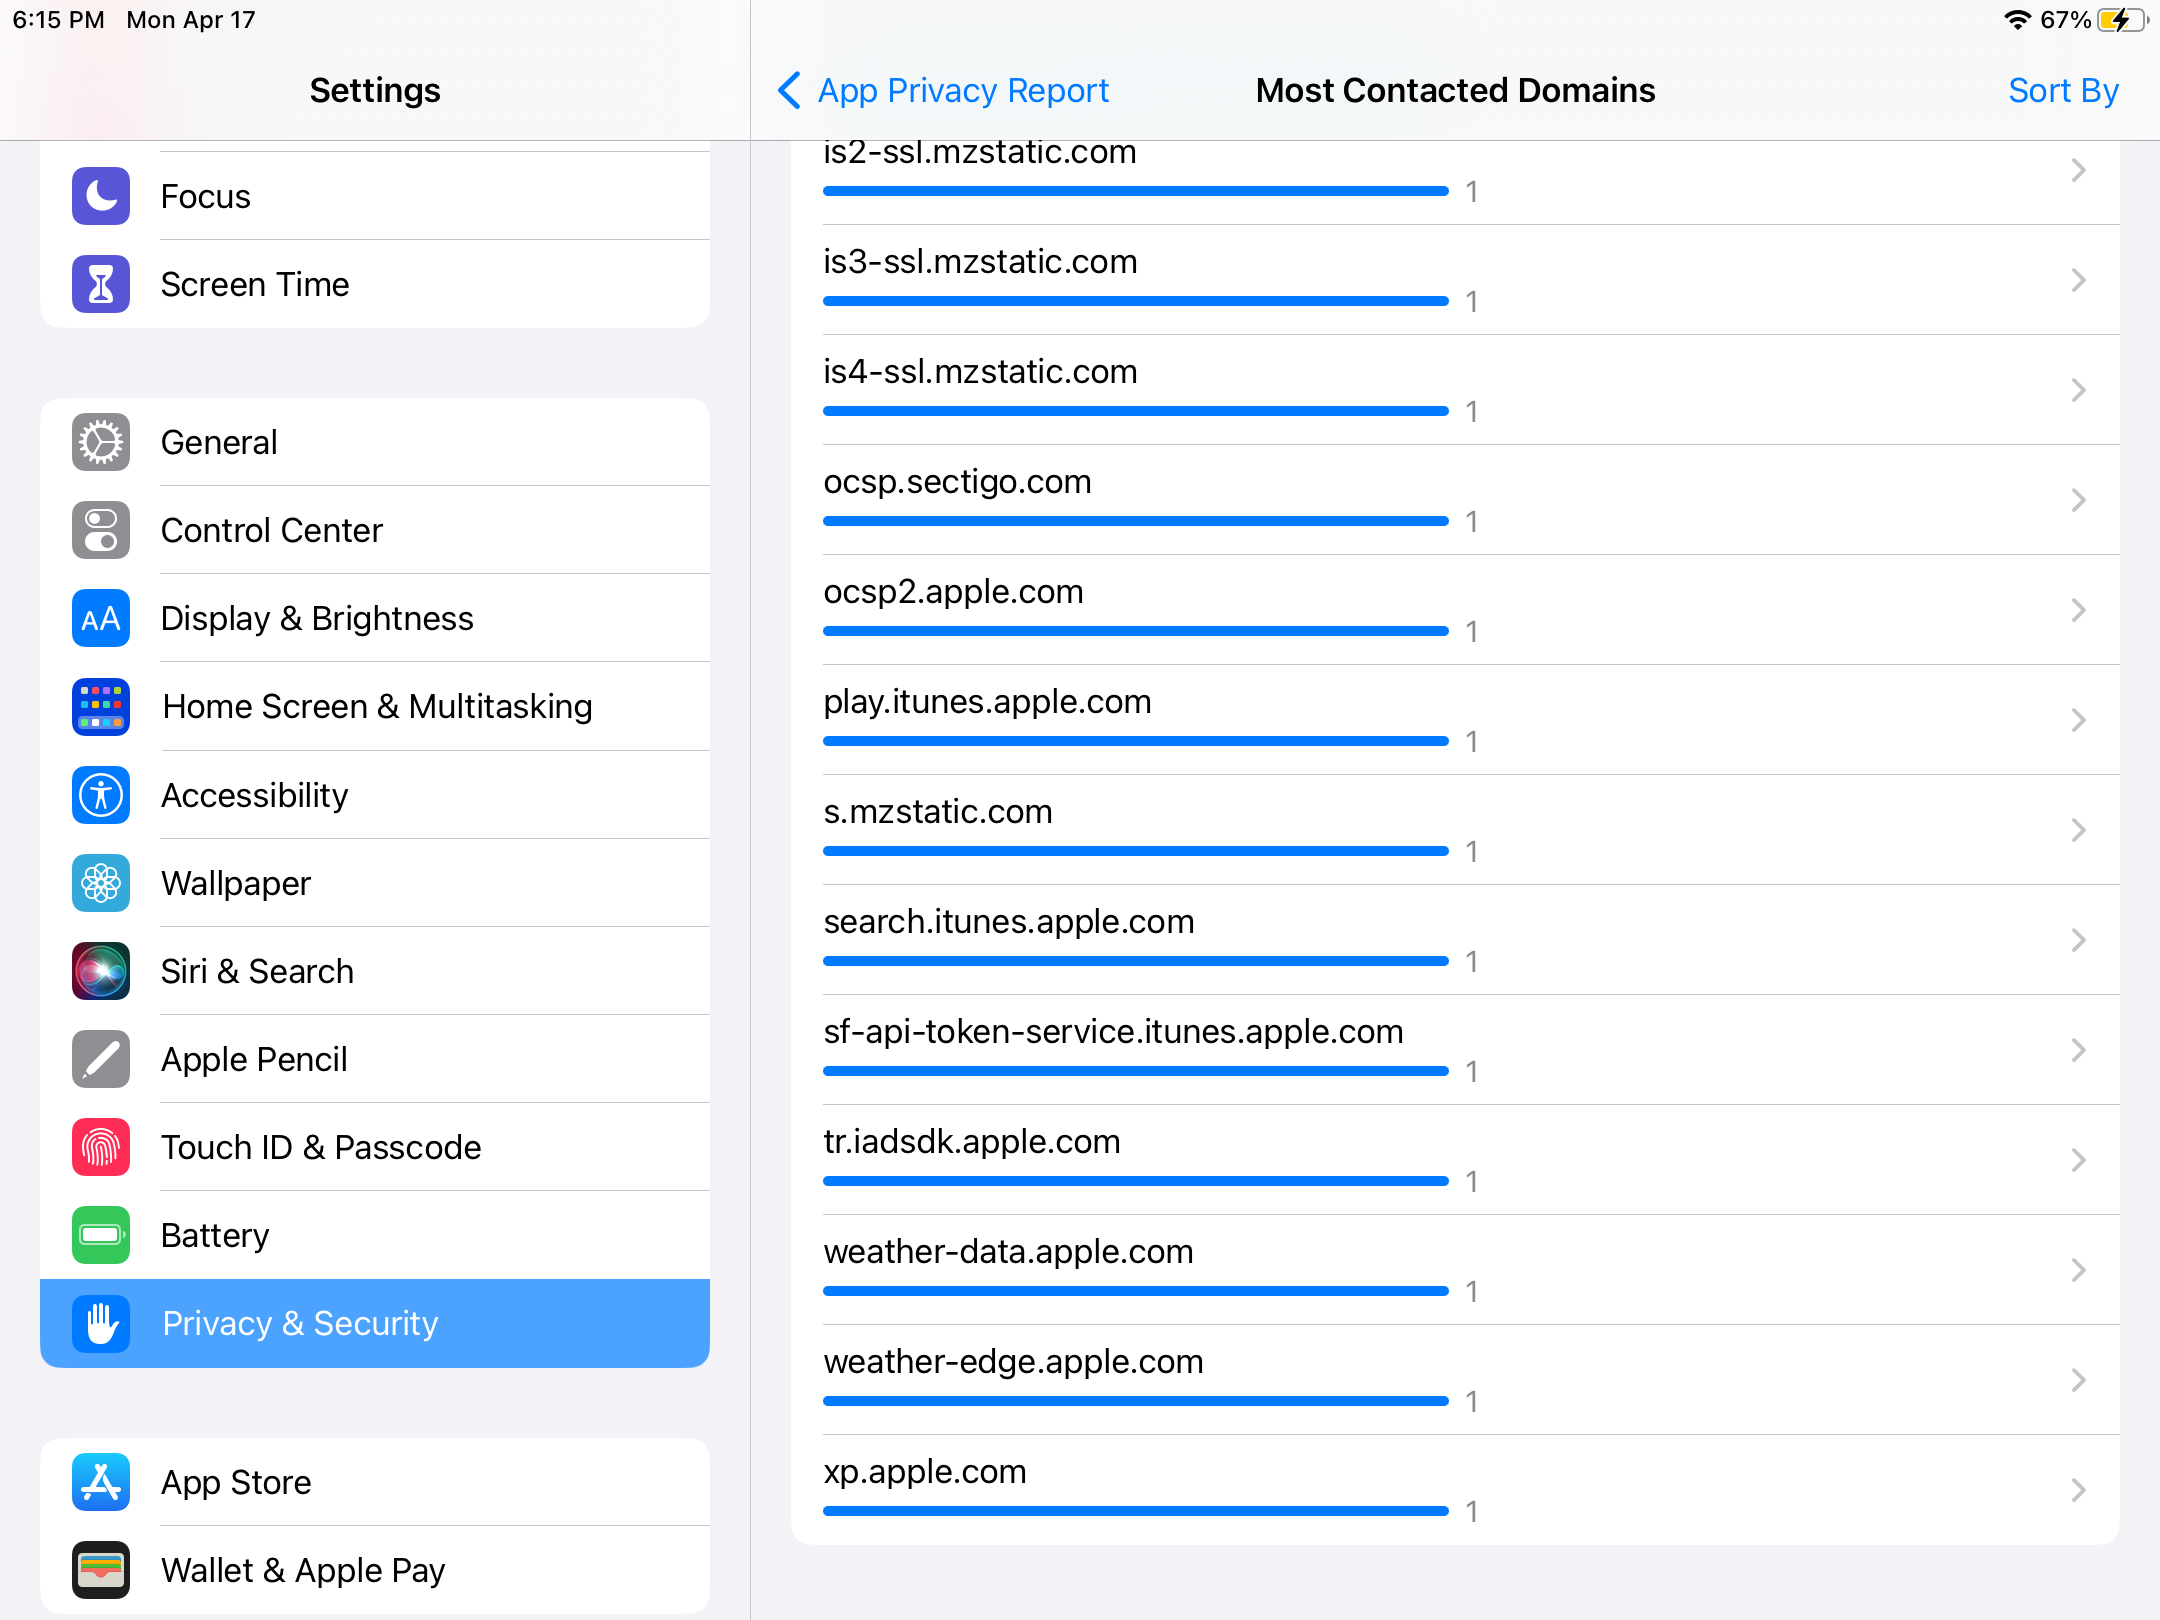 6:15 PM Mon Apr 17
67%
Settings
Focus
Screen Time
General
Control Center
AA Display & Brightness
Home Screen & Multitasking
Accessibility
Wallpaper
Siri & Search
Apple Pencil
Touch ID & Passcode
Battery
Privacy & Security
App Store
Wallet & Apple Pay
App Privacy Report
Most Contacted Domains
Sort By
is2-ssl.mzstatic.com
1
is3-ssl.mzstatic.com
1
is4-ssl.mzstatic.com
1
ocsp.sectigo.com
1
ocsp2.apple.com
1
play.itunes.apple.com
1
s.mzstatic.com
1
search.itunes.apple.com
1
sf-api-token-service.itunes.apple.com
1
tr.iadsdk.apple.com
1
weather-data.apple.com
1
weather-edge.apple.com
1
xp.apple.com
1